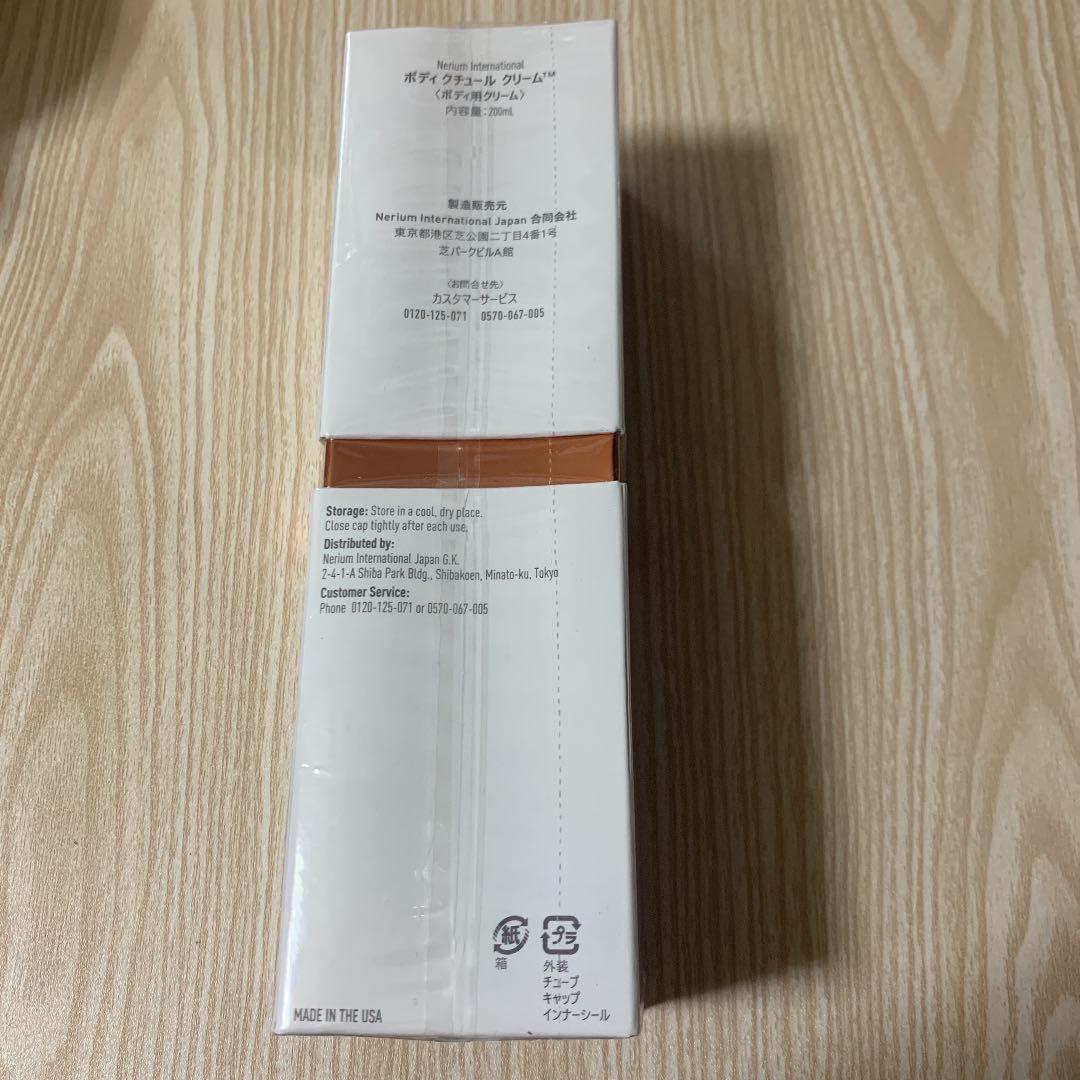 Nerium International
ボディ クチュール クリーム™
〈ボディ用クリーム〉
内容量:200mL
製造販売元
Nerium International Japan 合同会社
東京都港区芝公園二丁目4番1号
芝パークビルA館
〈お問合せ先〉
カスタマーサービス
0120-125-071 0570-067-005
Storage: Store in a cool, dry place.
Close cap tightly after each use.
Distributed by:
Nerium International Japan G.K.
2-4-1-A Shiba Park Bldg., Shibakoen, Minato-ku, Tokyo
Customer Service:
Phone 0120-125-071 or 0570-067-005
紙
箱
プラ
外装
チューブ
キャップ
インナーシール
MADE IN THE USA